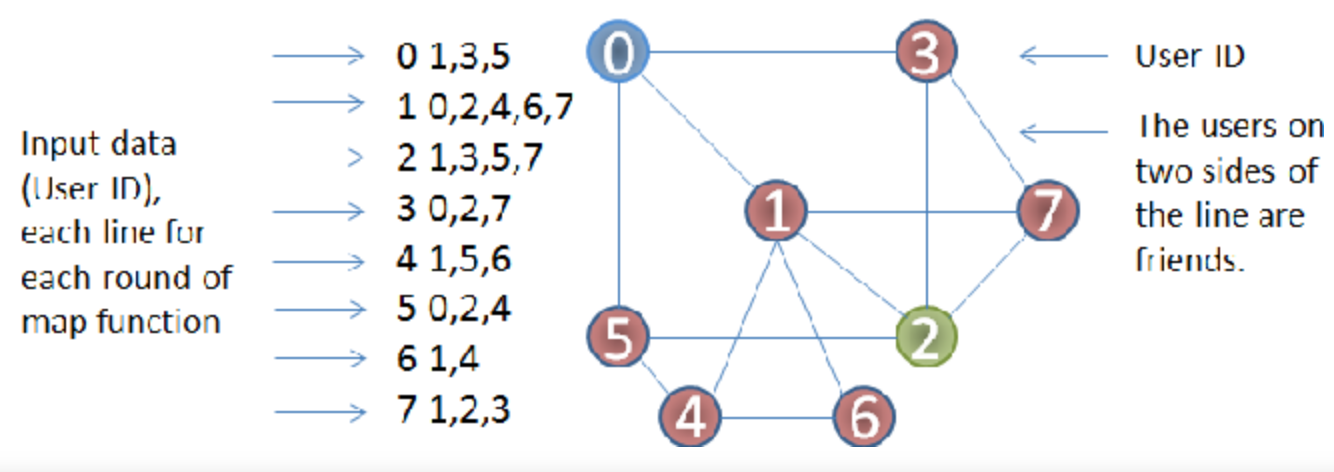 Input data
(User ID),
each line for
each round of
map function
0 1,3,5
1 0,2,4,6,7
2 1,3,5,7
3 0,2,7
4 1,5,6
5 0,2,4
6 1,4
7 1,2,3
0
3
1
7
5
2
4
6
User ID
The users on
two sides of
the line are
friends.